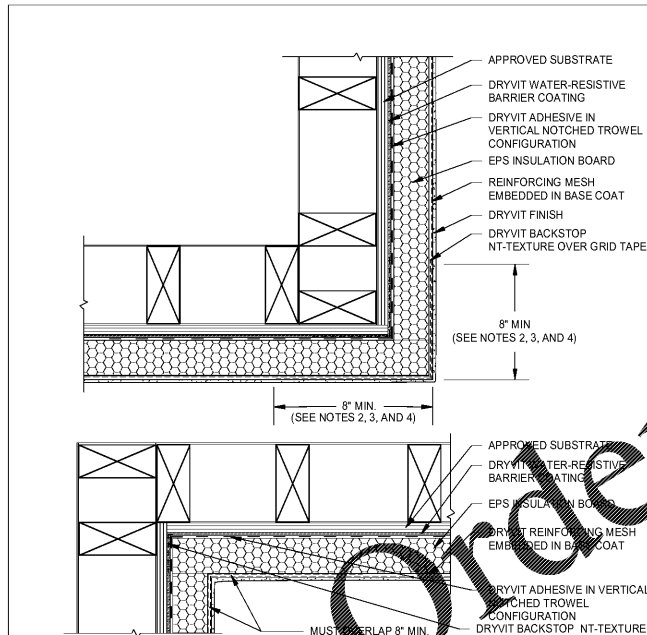 APPROVED SUBSTRATE
DRYVIT WATER-RESISTIVE
BARRIER COATING
DRYVIT ADHESIVE IN
VERTICAL NOTCHED TROWEL
CONFIGURATION
EPS INSULATION BOARD
REINFORCING MESH
EMBEDDED IN BASE COAT
DRYVIT FINISH
DRYVIT BACKSTOP
NT-TEXTURE OVER GRID TAPE
8" MIN
(SEE NOTES 2, 3, AND 4)
8" MIN.
(SEE NOTES 2, 3, AND 4)
APPROVED SUBSTRATE
DRYVIT WATER-RESISTIVE
BARRIER COATING
EPS INSULATION BOARD
DRYVIT REINFORCING MESH
EMBEDDED IN BASE COAT
DRYVIT ADHESIVE IN VERTICAL
NOTCHED TROWEL
CONFIGURATION
DRYVIT BACKSTOP NT-TEXTURE
MUST OVERLAP 8" MIN.
Orde